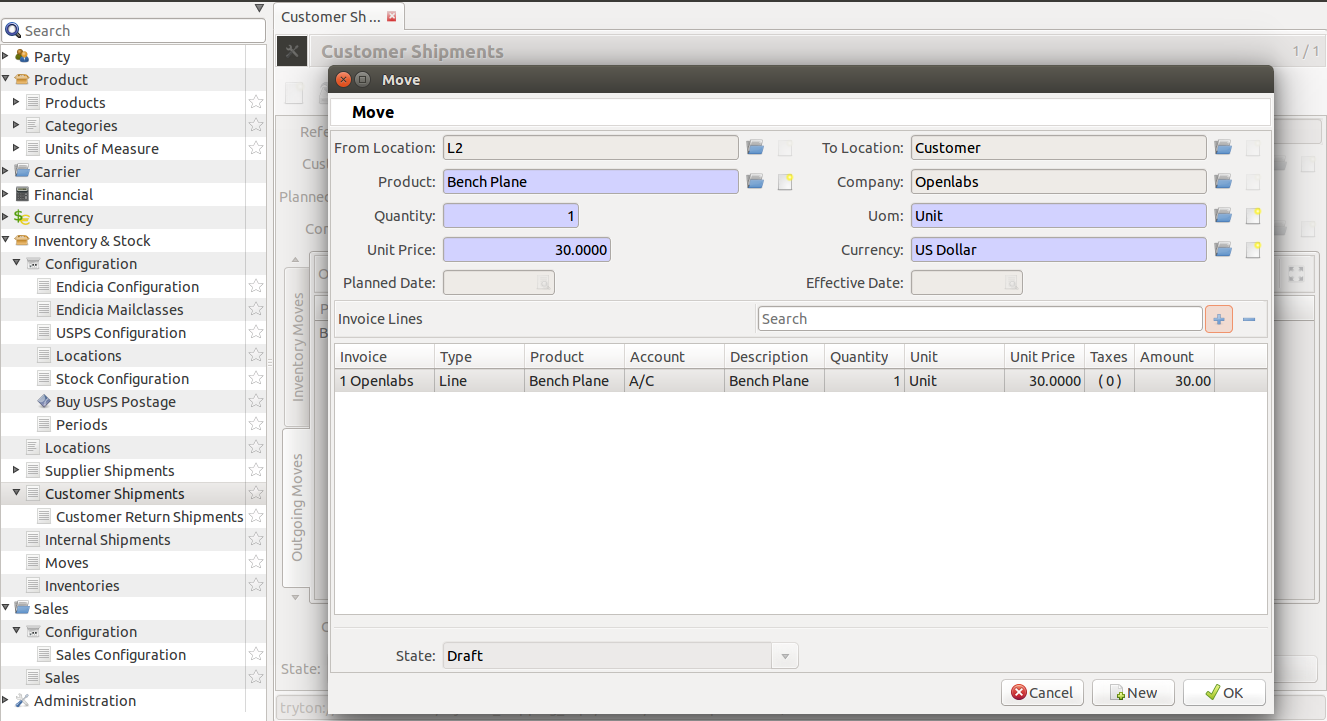 Customer Sh ...
Search
Party
Product
Products
Categories
Units of Measure
Carrier
Financial
Currency
Inventory & Stock
Configuration
Endicia Configuration
Endicia Mailclasses
USPS Configuration
Locations
Stock Configuration
Buy USPS Postage
Periods
Locations
Supplier Shipments
Customer Shipments
Customer Return Shipments
Internal Shipments
Moves
Inventories
Sales
Configuration
Sales Configuration
Sales
Administration
Customer Shipments 1 / 1
Planned
State:
Inventory Moves
Outgoing Moves
Move
Move
From Location: L2 To Location: Customer
Product: Bench Plane Company: Openlabs
Quantity: 1 Uom: Unit
Unit Price: 30.0000 Currency: US Dollar
Planned Date: Effective Date:
Invoice Lines Search
Invoice Type Product Account Description Quantity Unit Unit Price Taxes Amount
1 Openlabs Line Bench Plane A/C Bench Plane 1 Unit 30.0000 ( 0 ) 30.00
State: Draft
Cancel New OK